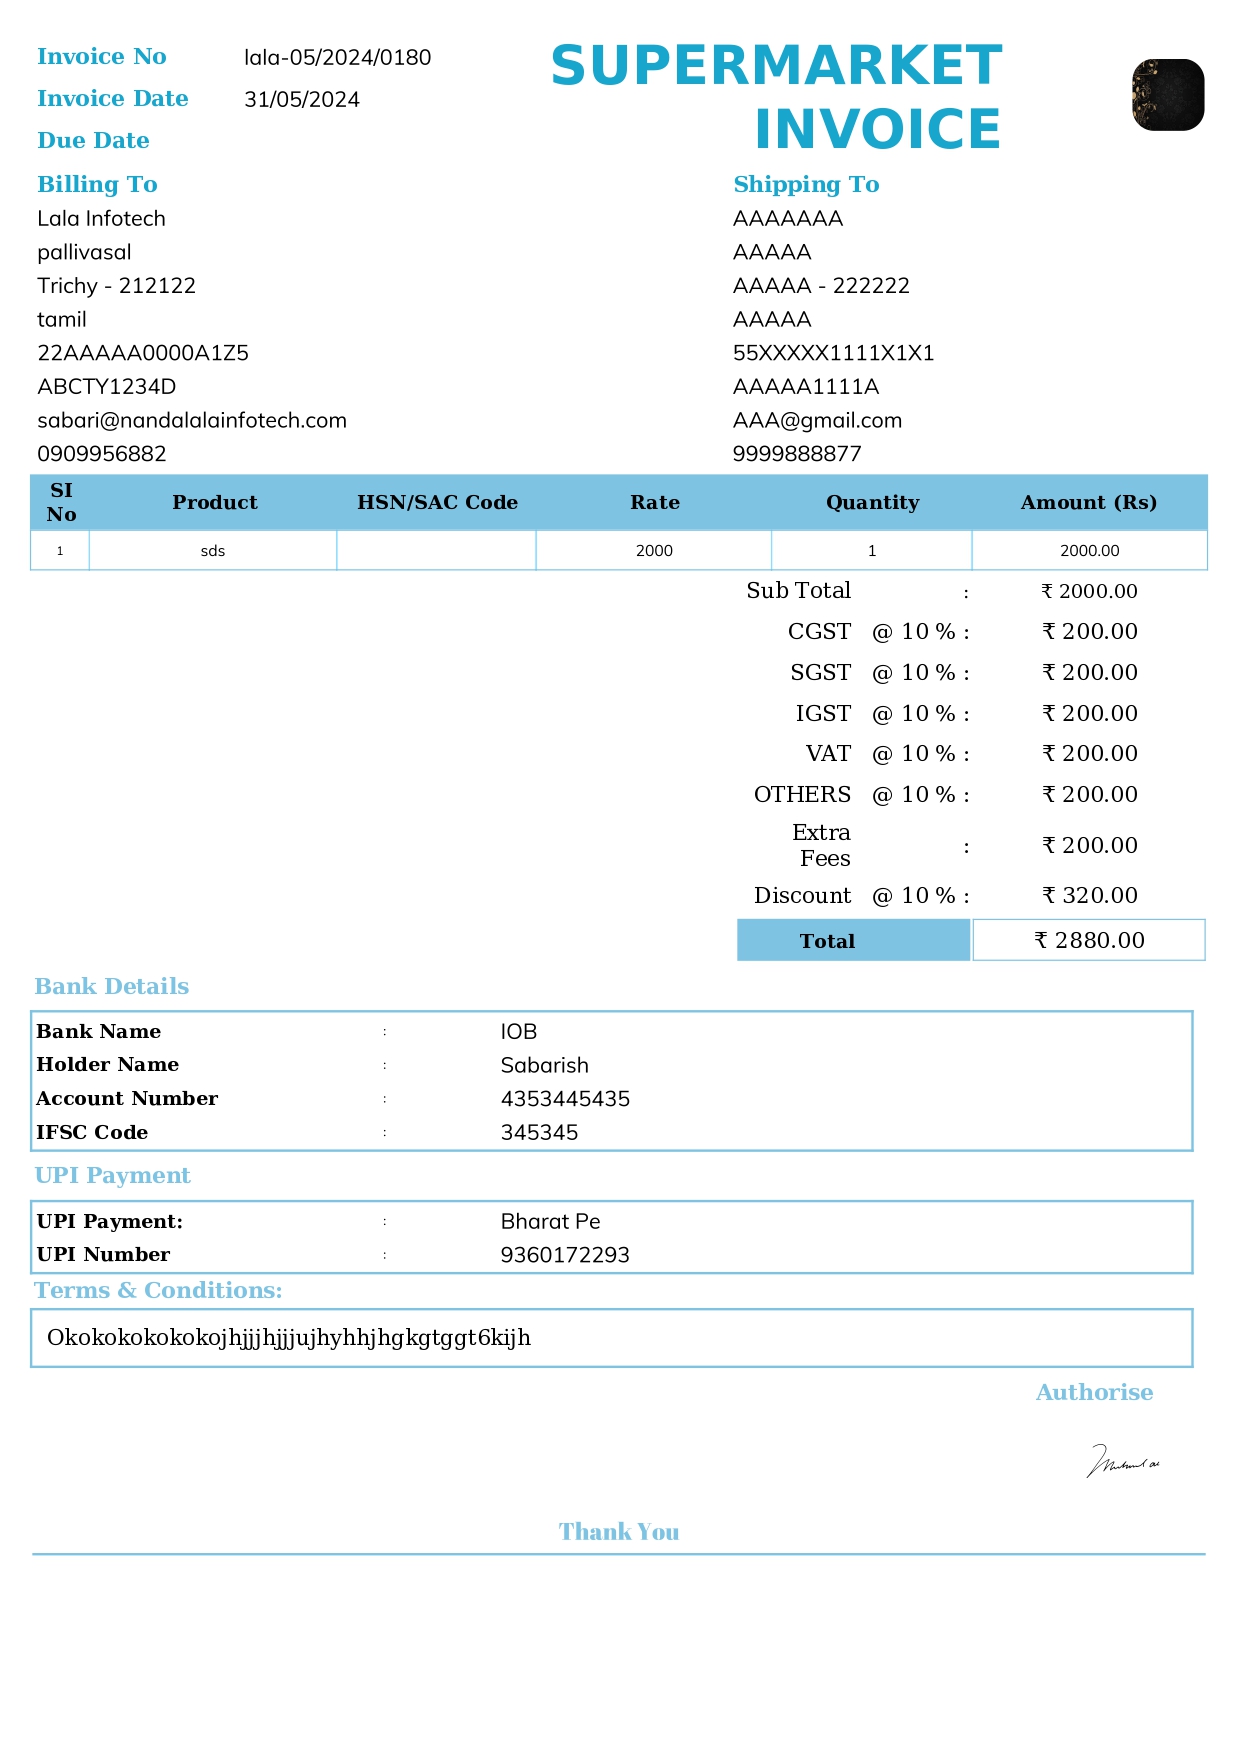 Invoice No lala-05/2024/0180
Invoice Date 31/05/2024
Due Date
SUPERMARKET
INVOICE
Billing To
Lala Infotech
pallivasal
Trichy - 212122
tamil
22AAAAA0000A1Z5
ABCTY1234D
sabari@nandalalainfotech.com
0909956882
Shipping To
AAAAAAA
AAAAA
AAAAA - 222222
AAAAA
55XXXXX1111X1X1
AAAAA1111A
AAA@gmail.com
9999888877
SI No Product HSN/SAC Code Rate Quantity Amount (Rs)
1 sds 2000 1 2000.00
Sub Total : ₹ 2000.00
CGST @ 10 % : ₹ 200.00
SGST @ 10 % : ₹ 200.00
IGST @ 10 % : ₹ 200.00
VAT @ 10 % : ₹ 200.00
OTHERS @ 10 % : ₹ 200.00
Extra Fees : ₹ 200.00
Discount @ 10 % : ₹ 320.00
Total ₹ 2880.00
Bank Details
Bank Name : IOB
Holder Name : Sabarish
Account Number : 4353445435
IFSC Code : 345345
UPI Payment
UPI Payment: : Bharat Pe
UPI Number : 9360172293
Terms & Conditions:
Okokokokokokojhjjjhjjjujhyhhjhgkgtggt6kijh
Authorise
Thank You